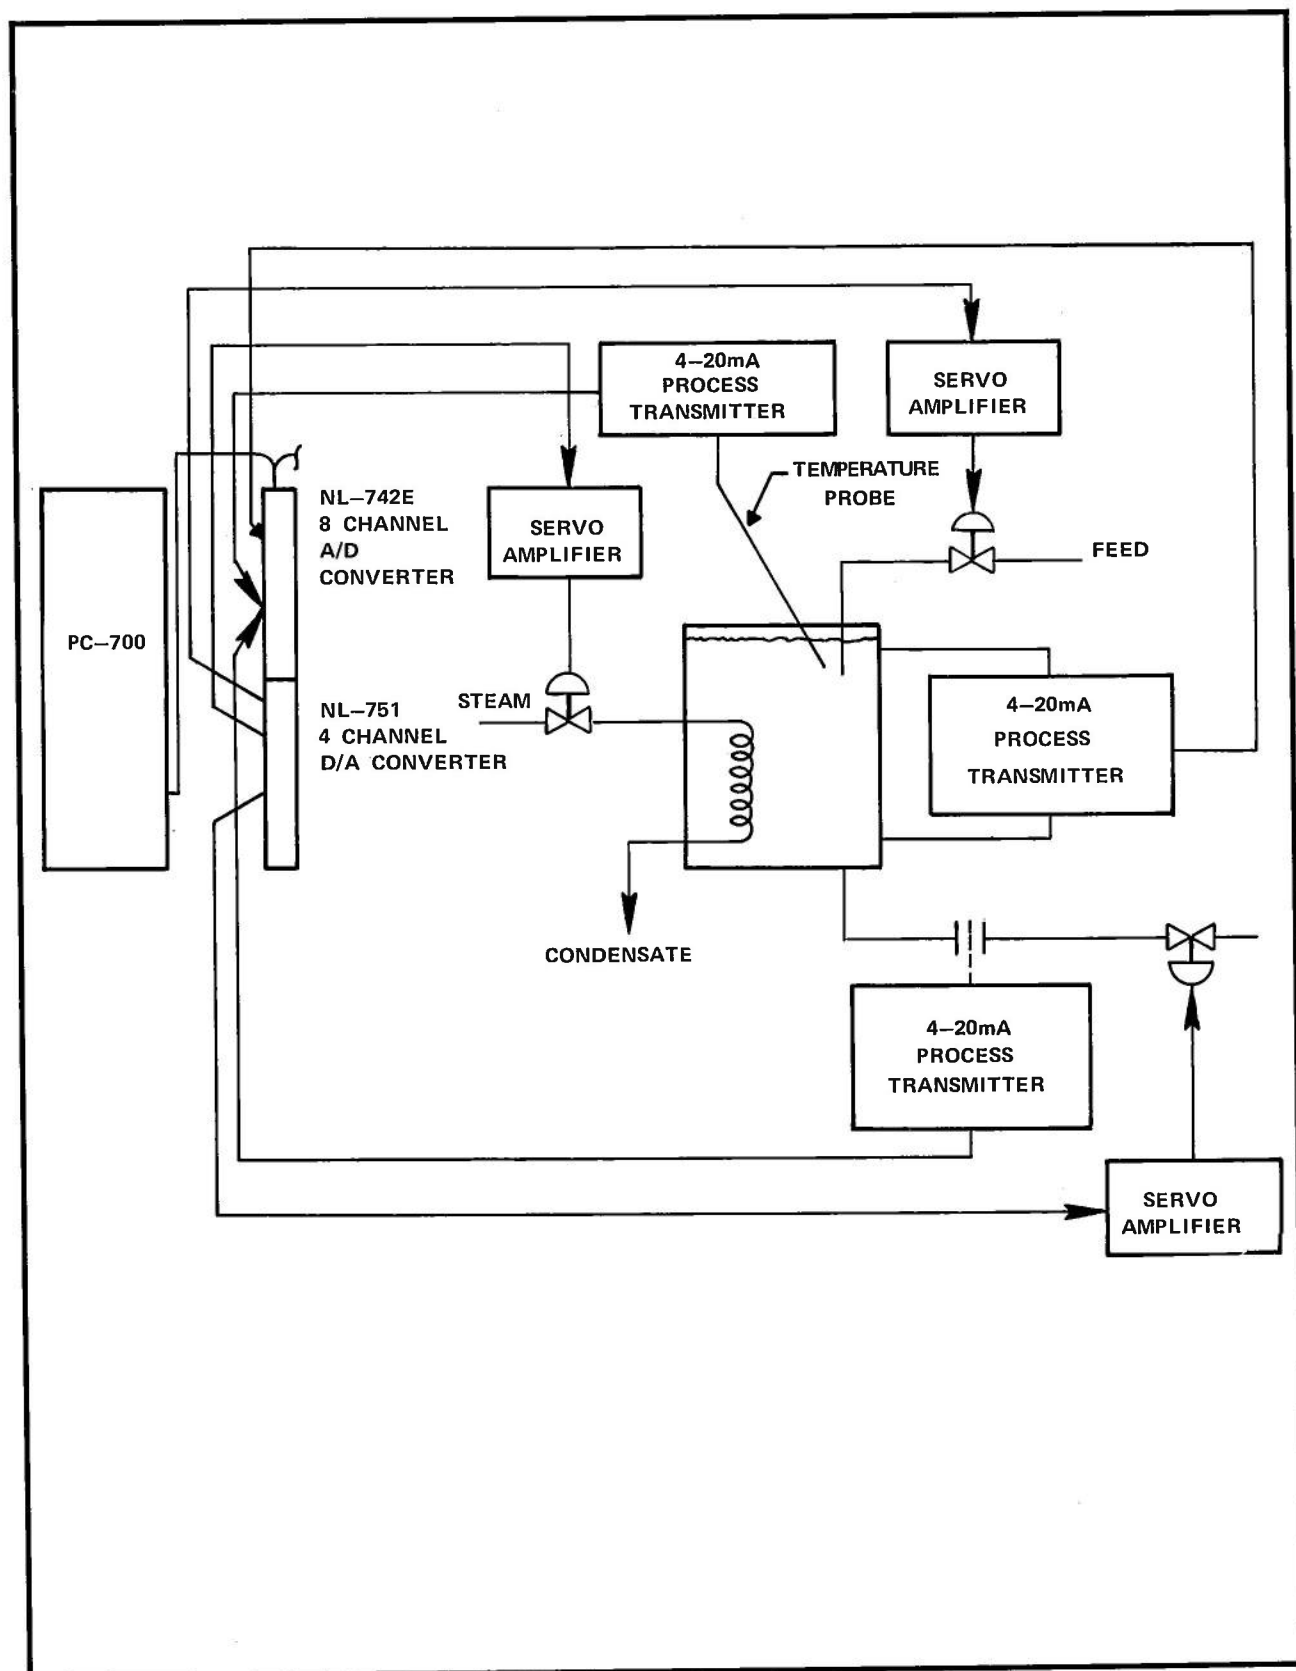 4–20mA
PROCESS
TRANSMITTER
SERVO
AMPLIFIER
TEMPERATURE
PROBE
NL–742E
8 CHANNEL
A/D
CONVERTER
SERVO
AMPLIFIER
FEED
PC–700
STEAM
NL–751
4 CHANNEL
D/A CONVERTER
4–20mA
PROCESS
TRANSMITTER
CONDENSATE
4–20mA
PROCESS
TRANSMITTER
SERVO
AMPLIFIER